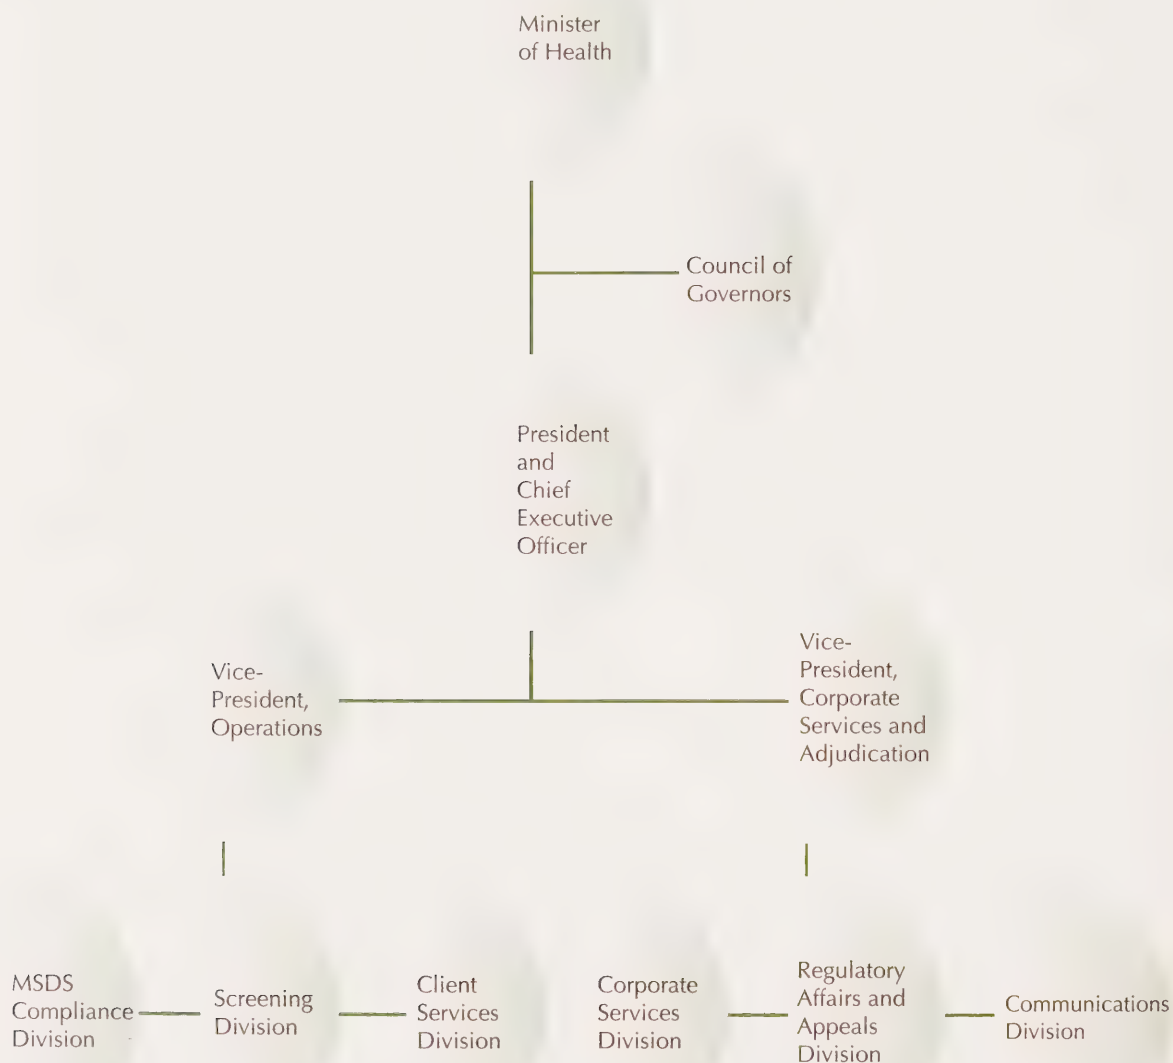 Minister
of Health
Council of
Governors
President
and
Chief
Executive
Officer
Vice-
President,
Operations
Vice-
President,
Corporate
Services and
Adjudication
MSDS
Compliance
Division
Screening
Division
Client
Services
Division
Corporate
Services
Division
Regulatory
Affairs and
Appeals
Division
Communications
Division